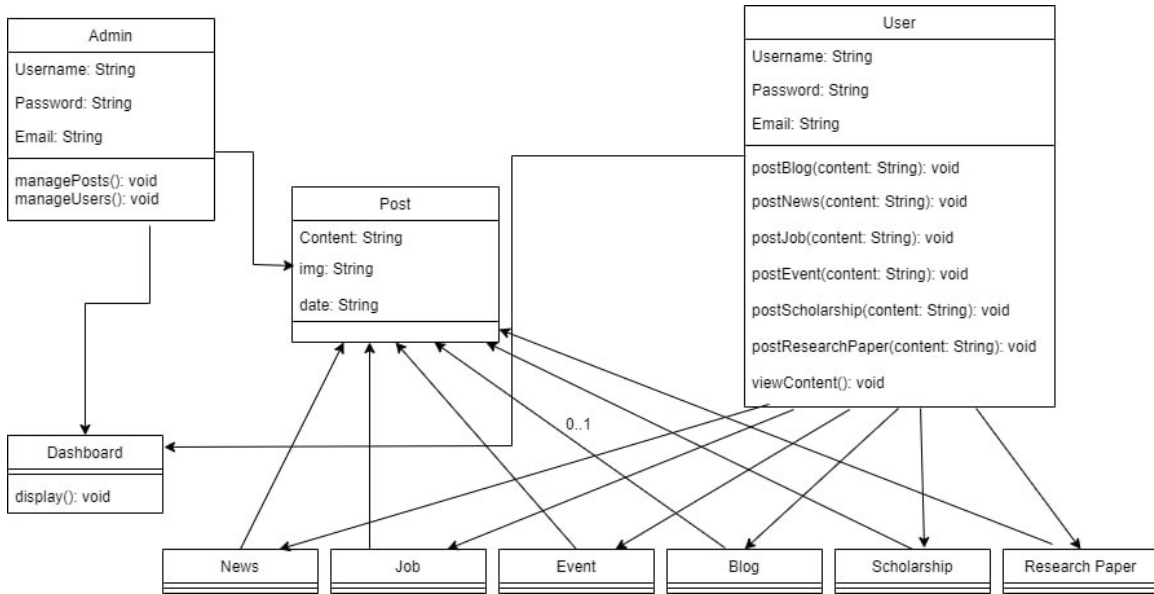 Admin
Username: String
Password: String
Email: String
managePosts(): void
manageUsers(): void
User
Username: String
Password: String
Email: String
postBlog(content: String): void
postNews(content: String): void
postJob(content: String): void
postEvent(content: String): void
postScholarship(content: String): void
postResearchPaper(content: String): void
viewContent(): void
Post
Content: String
img: String
date: String
0..1
Dashboard
display(): void
News
Job
Event
Blog
Scholarship
Research Paper